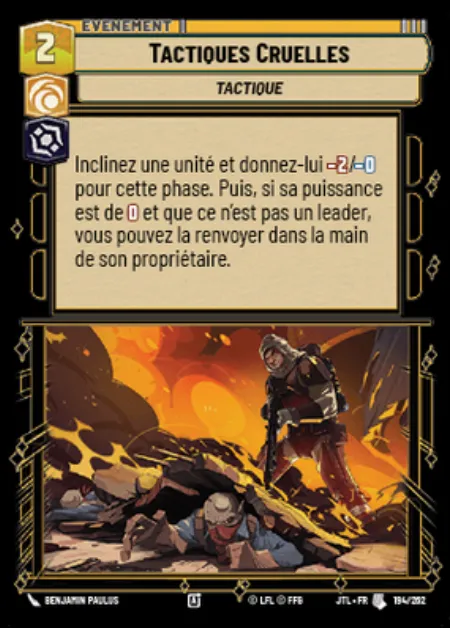 EVENEMENT
2
TACTIQUES CRUELLES
TACTIQUE
Inclinez une unité et donnez-lui -2/-0
pour cette phase. Puis, si sa puissance
est de 0 et que ce n'est pas un leader,
vous pouvez la renvoyer dans la main
de son propriétaire.
BENJAMIN PAULUS
A
© LFL © FFG
JTL • FR
194/262